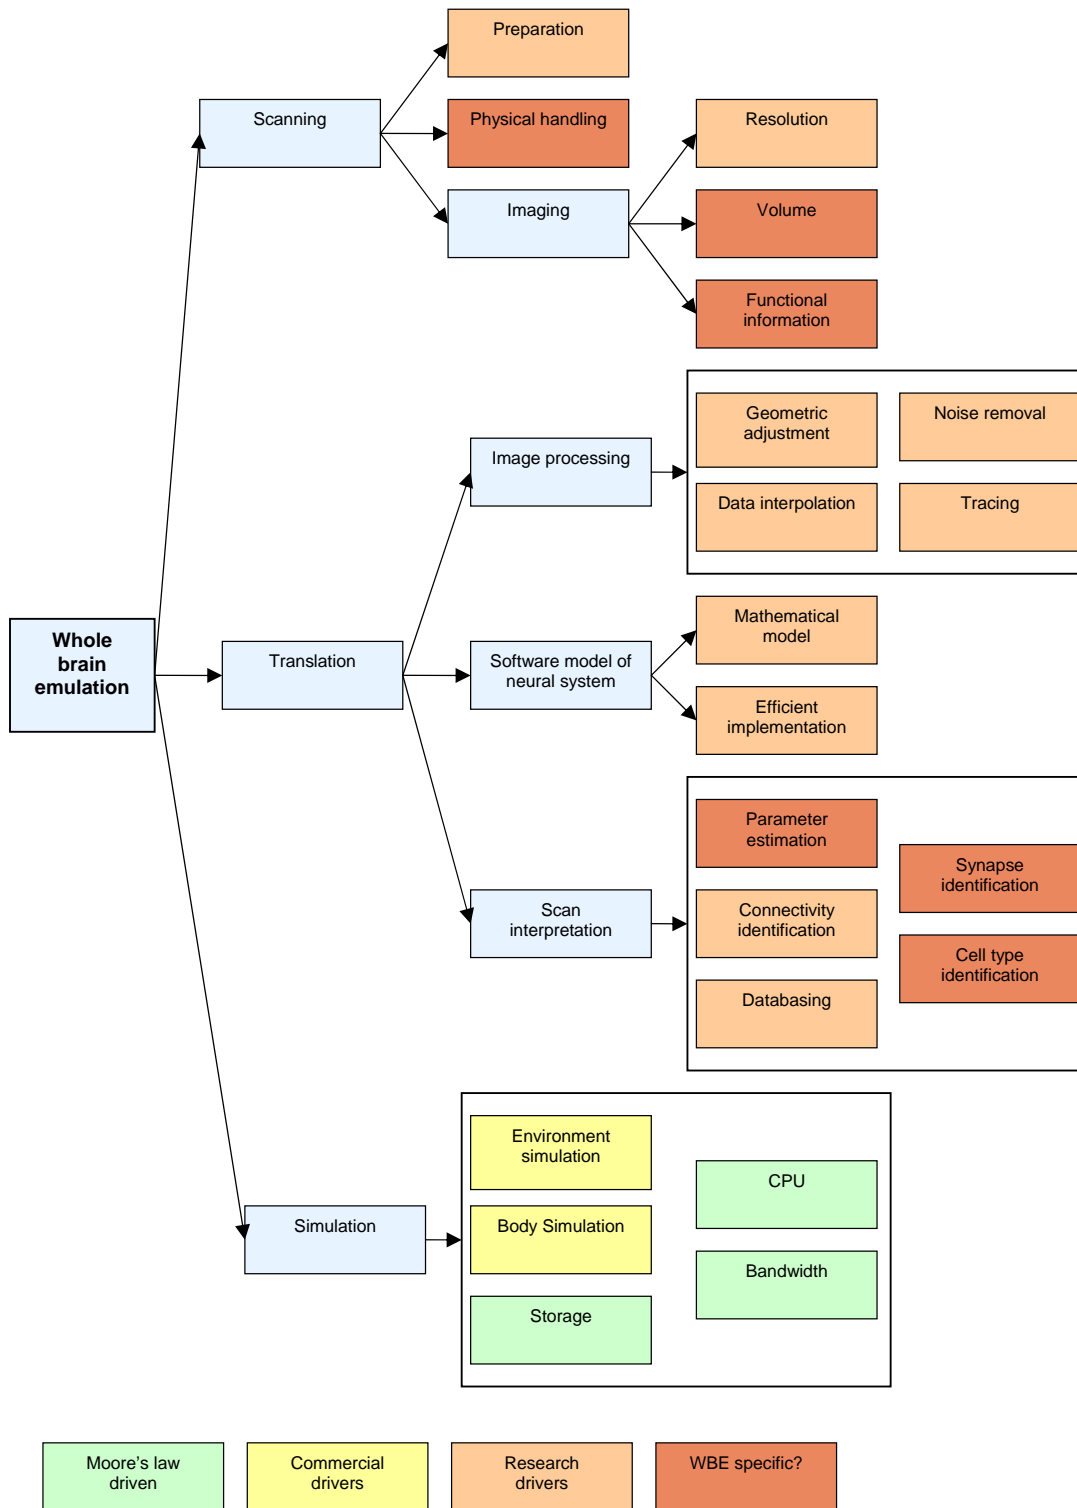 Preparation
Scanning
Physical handling
Resolution
Imaging
Volume
Functional
information
Geometric
adjustment
Noise removal
Image processing
Data interpolation
Tracing
Whole
brain
emulation
Translation
Software model of
neural system
Mathematical
model
Efficient
implementation
Parameter
estimation
Synapse
identification
Scan
interpretation
Connectivity
identification
Cell type
identification
Databasing
Environment
simulation
CPU
Simulation
Body Simulation
Bandwidth
Storage
Moore’s law
driven
Commercial
drivers
Research
drivers
WBE specific?